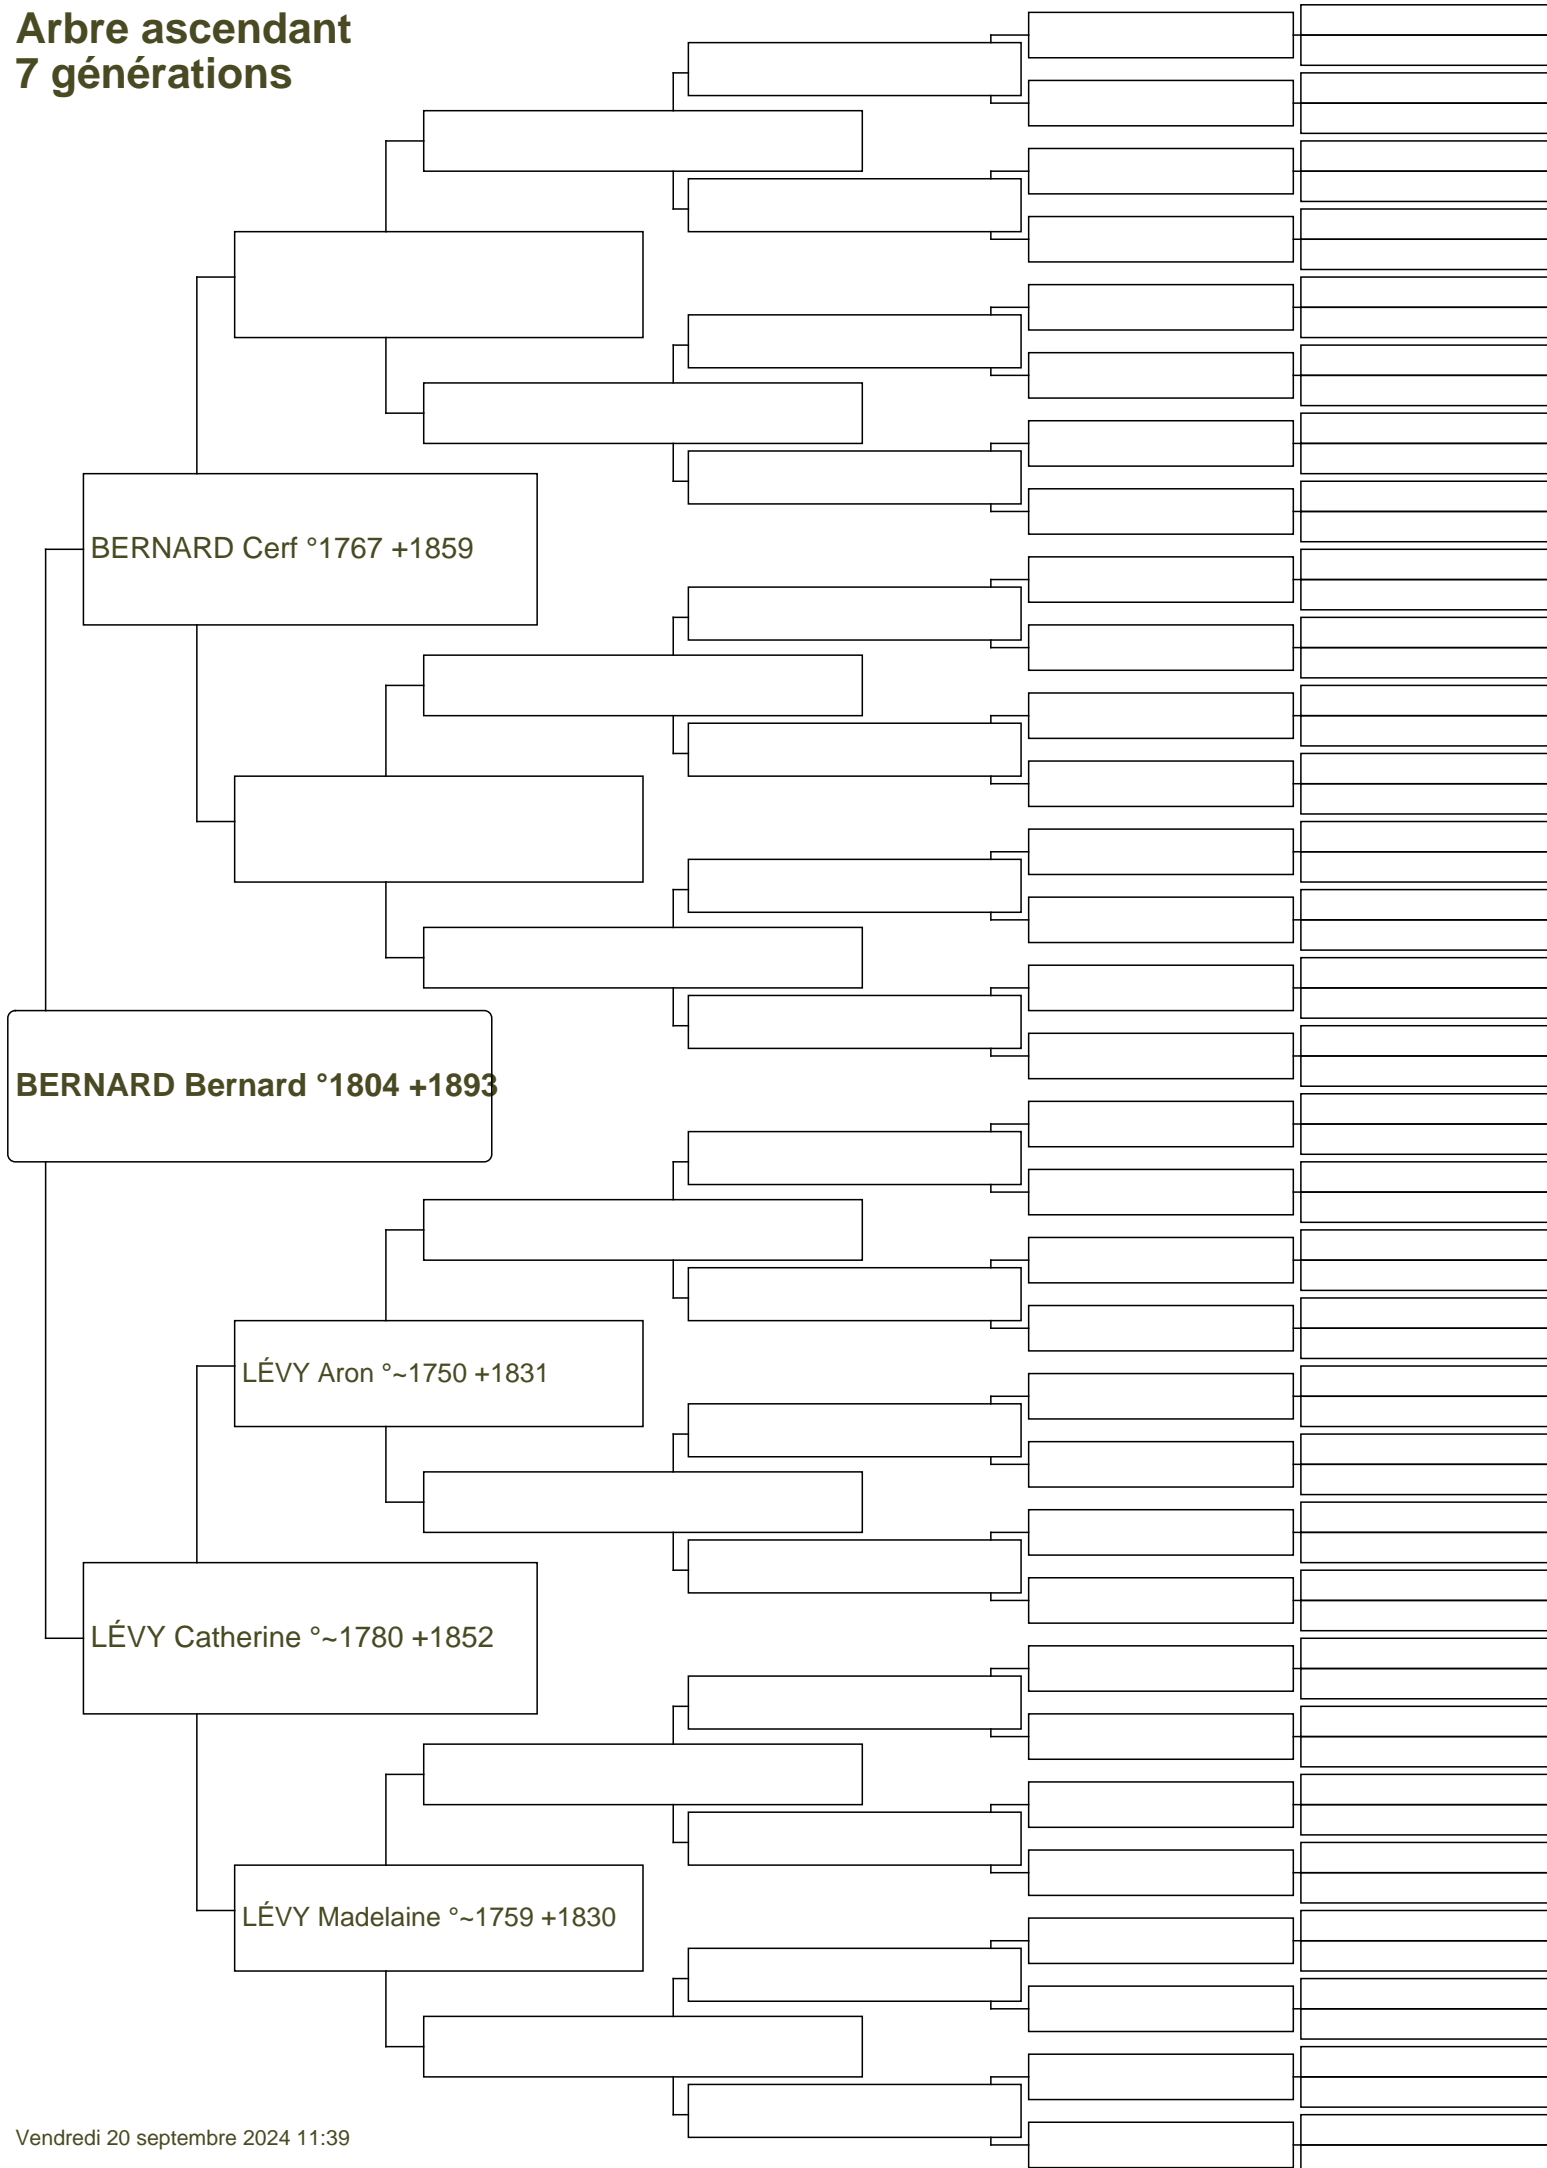 Arbre ascendant
7 générations
BERNARD Cerf °1767 +1859
BERNARD Bernard °1804 +1893
LÉVY Aron °~1750 +1831
LÉVY Catherine °~1780 +1852
LÉVY Madelaine °~1759 +1830
Vendredi 20 septembre 2024 11:39